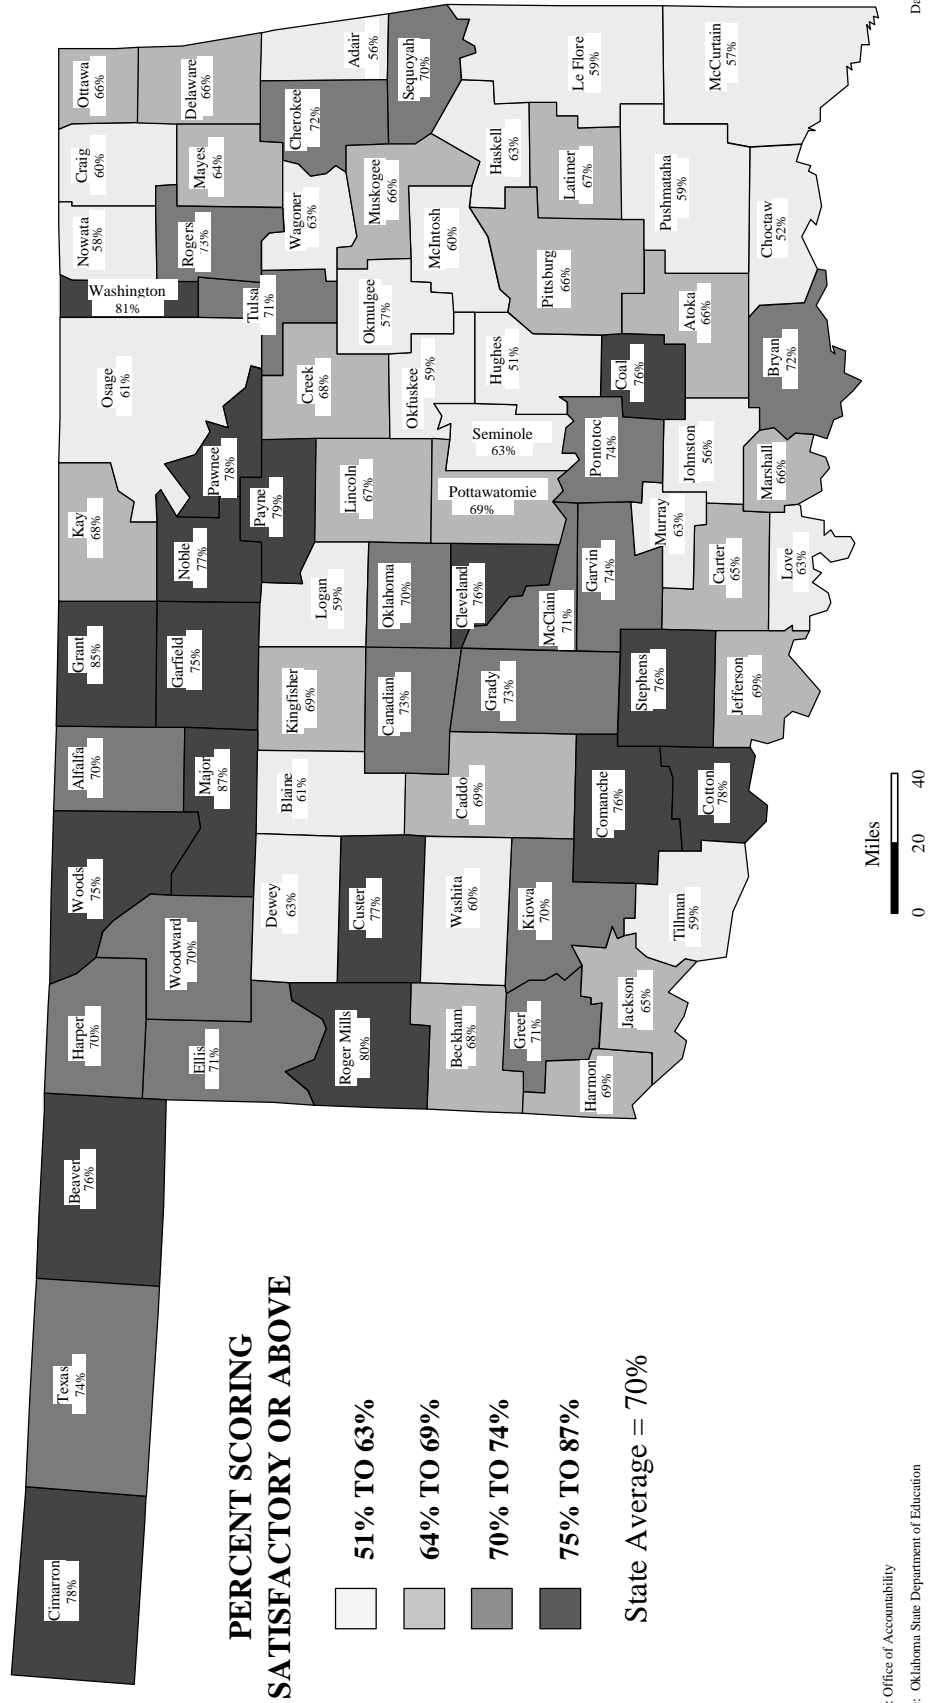 Cimarron
78%
Texas
74%
Beaver
76%
Harper
70%
Woods
75%
Alfalfa
70%
Grant
85%
Kay
68%
Osage
61%
Washington
81%
Nowata
58%
Craig
60%
Ottawa
66%
Ellis
71%
Woodward
70%
Major
87%
Garfield
75%
Noble
77%
Pawnee
78%
Tulsa
71%
Rogers
73%
Mayes
64%
Delaware
66%
Roger Mills
80%
Dewey
63%
Blaine
61%
Kingfisher
69%
Logan
59%
Payne
79%
Creek
68%
Wagoner
63%
Cherokee
72%
Adair
56%
Custer
77%
Canadian
73%
Oklahoma
70%
Lincoln
67%
Okfuskee
59%
Okmulgee
57%
Muskogee
66%
Sequoyah
70%
Beckham
68%
Washita
60%
Caddo
69%
Grady
73%
Cleveland
76%
Pottawatomie
69%
Seminole
63%
Hughes
51%
McIntosh
60%
Haskell
63%
Le Flore
59%
Greer
71%
Kiowa
70%
McClain
71%
Garvin
74%
Pontotoc
74%
Coal
76%
Pittsburg
66%
Latimer
67%
Harmon
69%
Jackson
65%
Comanche
76%
Stephens
76%
Murray
63%
Johnston
56%
Atoka
66%
Pushmataha
59%
McCurtain
57%
Tillman
59%
Cotton
78%
Jefferson
69%
Carter
65%
Love
63%
Marshall
66%
Bryan
72%
Choctaw
52%
PERCENT SCORING
SATISFACTORY OR ABOVE
51% TO 63%
64% TO 69%
70% TO 74%
75% TO 87%
State Average = 70%
Miles
0 20 40
: Office of Accountability
: Oklahoma State Department of Education